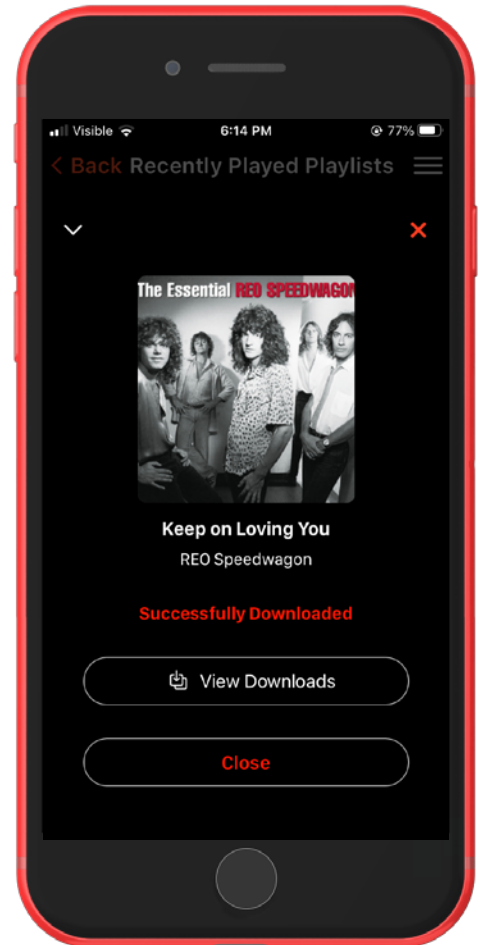 Visible 6:14 PM 77%
Back Recently Played Playlists
The Essential REO SPEEDWAGON
Keep on Loving You
REO Speedwagon
Successfully Downloaded
View Downloads
Close